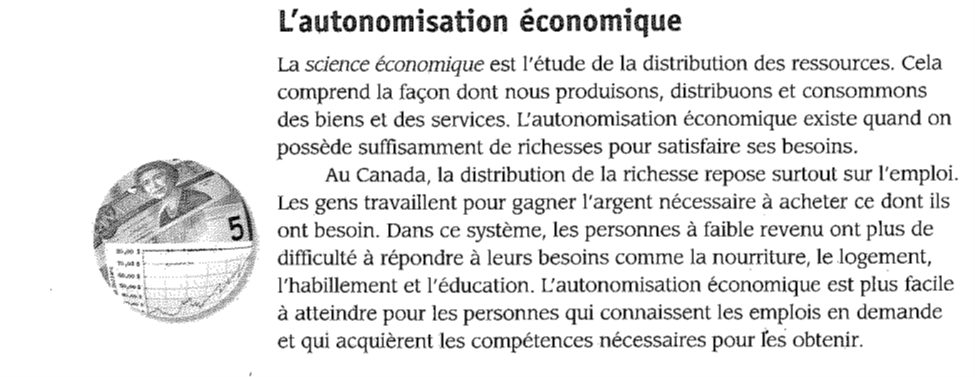 L'autonomisation économique
La science économique est l'étude de la distribution des ressources. Cela
comprend la façon dont nous produisons, distribuons et consommons
des biens et des services. L'autonomisation économique existe quand on
possède suffisamment de richesses pour satisfaire ses besoins.
Au Canada, la distribution de la richesse repose surtout sur l'emploi.
Les gens travaillent pour gagner l'argent nécessaire à acheter ce dont ils
ont besoin. Dans ce système, les personnes à faible revenu ont plus de
difficulté à répondre à leurs besoins comme la nourriture, le logement,
l'habillement et l'éducation. L'autonomisation économique est plus facile
à atteindre pour les personnes qui connaissent les emplois en demande
et qui acquièrent les compétences nécessaires pour les obtenir.
5